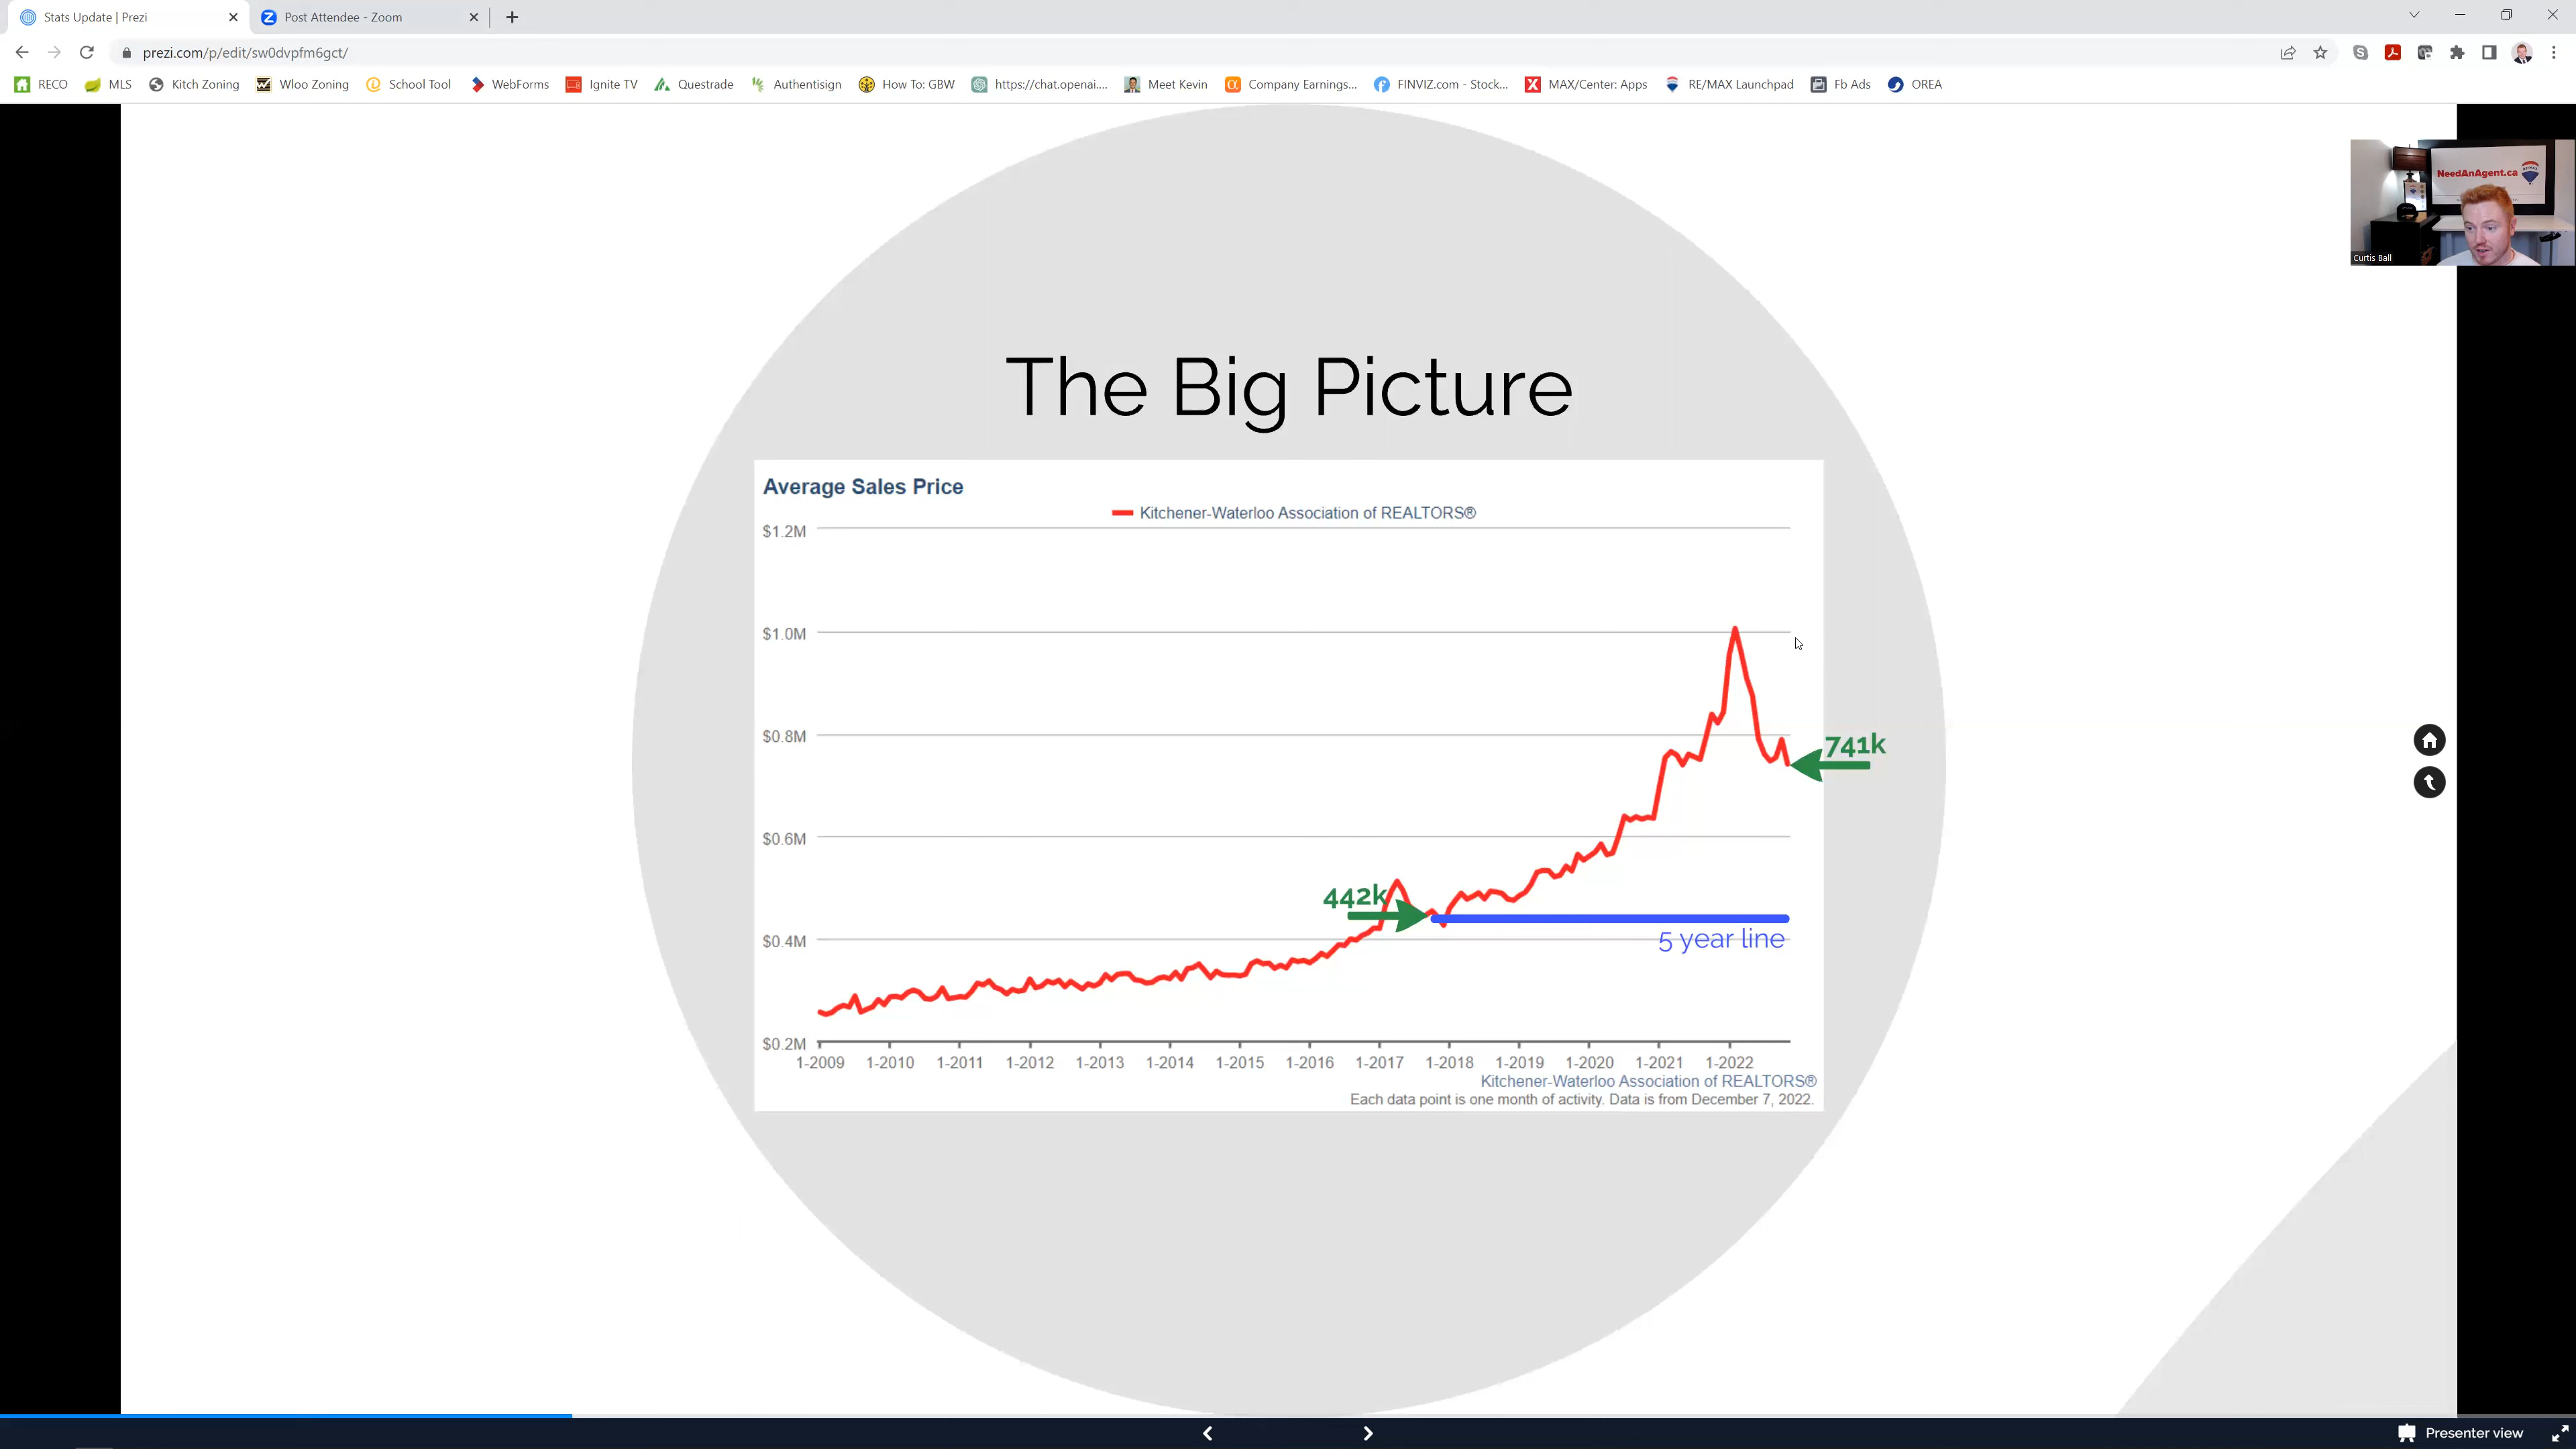 Stats Update | Prezi
Post Attendee - Zoom
prezi.com/p/edit/sw0dvpfm6gct/
RECO MLS Kitch Zoning Wloo Zoning School Tool WebForms Ignite TV Questrade Authentisign How To: GBW https://chat.openai.... Meet Kevin Company Earnings... FINVIZ.com - Stock... MAX/Center: Apps RE/MAX Launchpad Fb Ads OREA
NeedAnAgent.ca
Curtis Ball
The Big Picture
Average Sales Price
Kitchener-Waterloo Association of REALTORS®
$1.2M
$1.0M
$0.8M
741k
$0.6M
442k
$0.4M
5 year line
$0.2M
1-2009 1-2010 1-2011 1-2012 1-2013 1-2014 1-2015 1-2016 1-2017 1-2018 1-2019 1-2020 1-2021 1-2022
Kitchener-Waterloo Association of REALTORS®
Each data point is one month of activity. Data is from December 7, 2022.
Presenter view